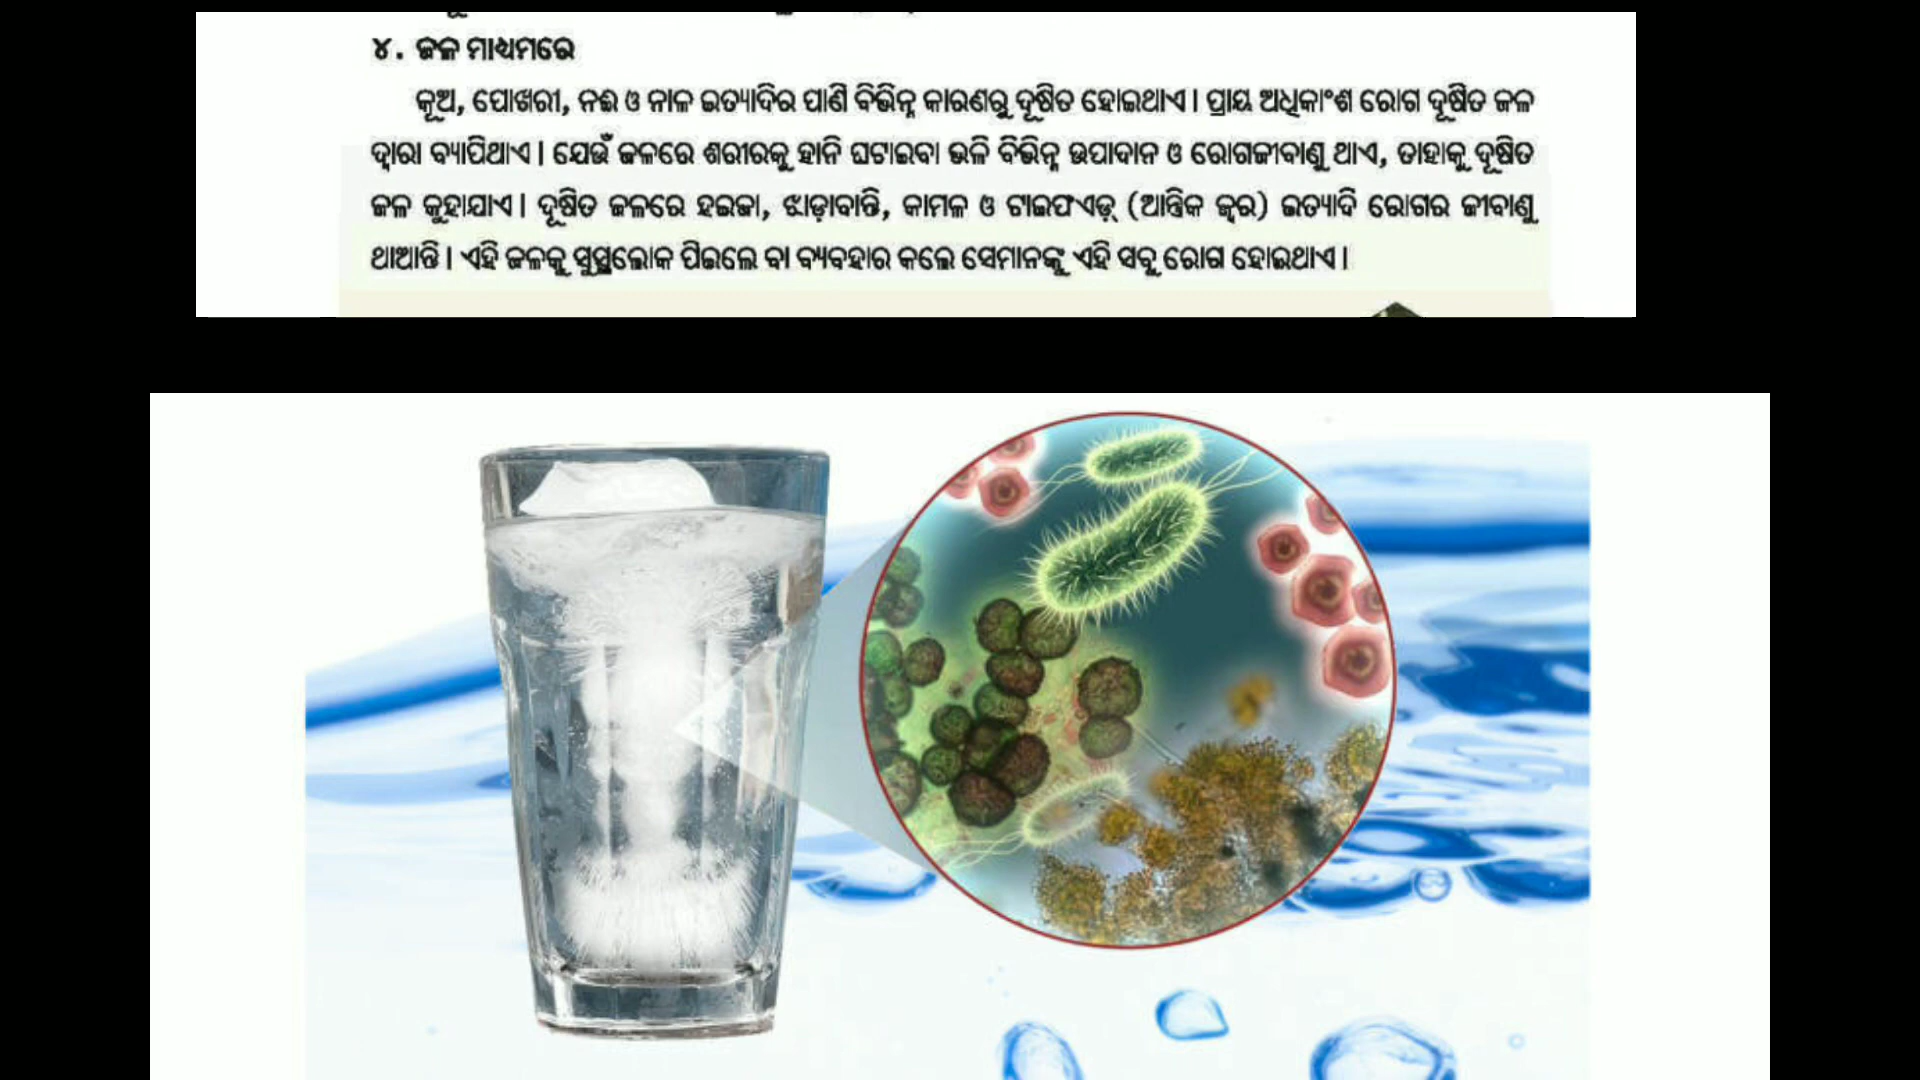 ୪. ଜଳ ମାଧ୍ୟମରେ
କୂଅ, ପୋଖରୀ, ନଈ ଓ ନାଳ ଇତ୍ୟାଦିର ପାଣି ବିଭିନ୍ନ କାରଣରୁ ଦୂଷିତ ହୋଇଥାଏ। ପ୍ରାୟ ଅଧିକାଂଶ ରୋଗ ଦୂଷିତ ଜଳ
ଦ୍ୱାରା ବ୍ୟାପିଥାଏ। ଯେଉଁ ଜଳରେ ଶରୀରକୁ ହାନି ଘଟାଇବା ଭଳି ବିଭିନ୍ନ ଉପାଦାନ ଓ ରୋଗଜୀବାଣୁ ଥାଏ, ତାହାକୁ ଦୂଷିତ
ଜଳ କୁହାଯାଏ। ଦୂଷିତ ଜଳରେ ହଇଜା, ଝାଡ଼ାବାନ୍ତି, କାମଳ ଓ ଟାଇଫଏଡ୍ (ଆନ୍ତ୍ରିକ ଜ୍ୱର) ଇତ୍ୟାଦି ରୋଗର ଜୀବାଣୁ
ଥାଆନ୍ତି। ଏହି ଜଳକୁ ସୁସ୍ଥଲୋକ ପିଇଲେ ବା ବ୍ୟବହାର କଲେ ସେମାନଙ୍କୁ ଏହି ସବୁ ରୋଗ ହୋଇଥାଏ।